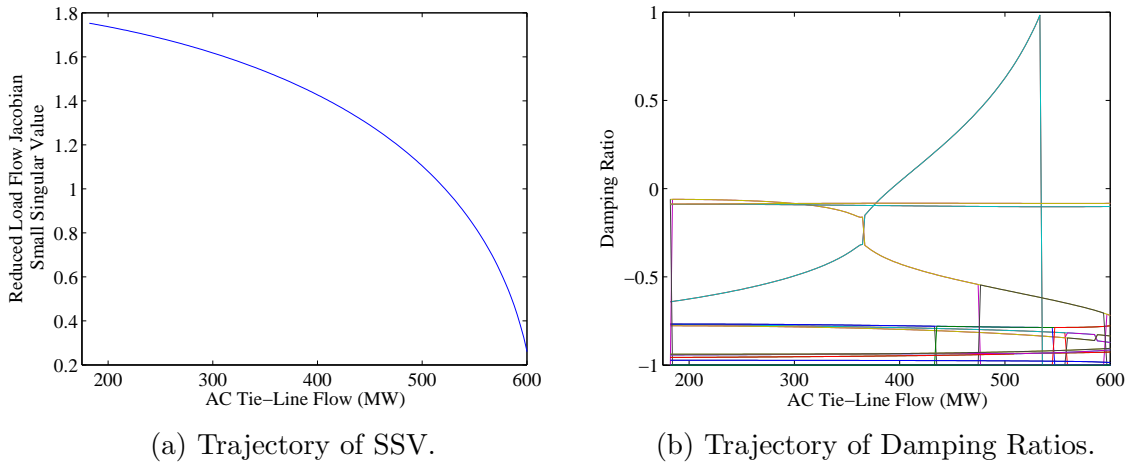 1.8
1.6
1.4
1.2
1
0.8
0.6
0.4
0.2
Reduced Load Flow Jacobian
Small Singular Value
200 300 400 500 600
AC Tie−Line Flow (MW)
(a) Trajectory of SSV.
1
0.5
0
−0.5
−1
Damping Ratio
200 300 400 500 600
AC Tie−Line Flow (MW)
(b) Trajectory of Damping Ratios.